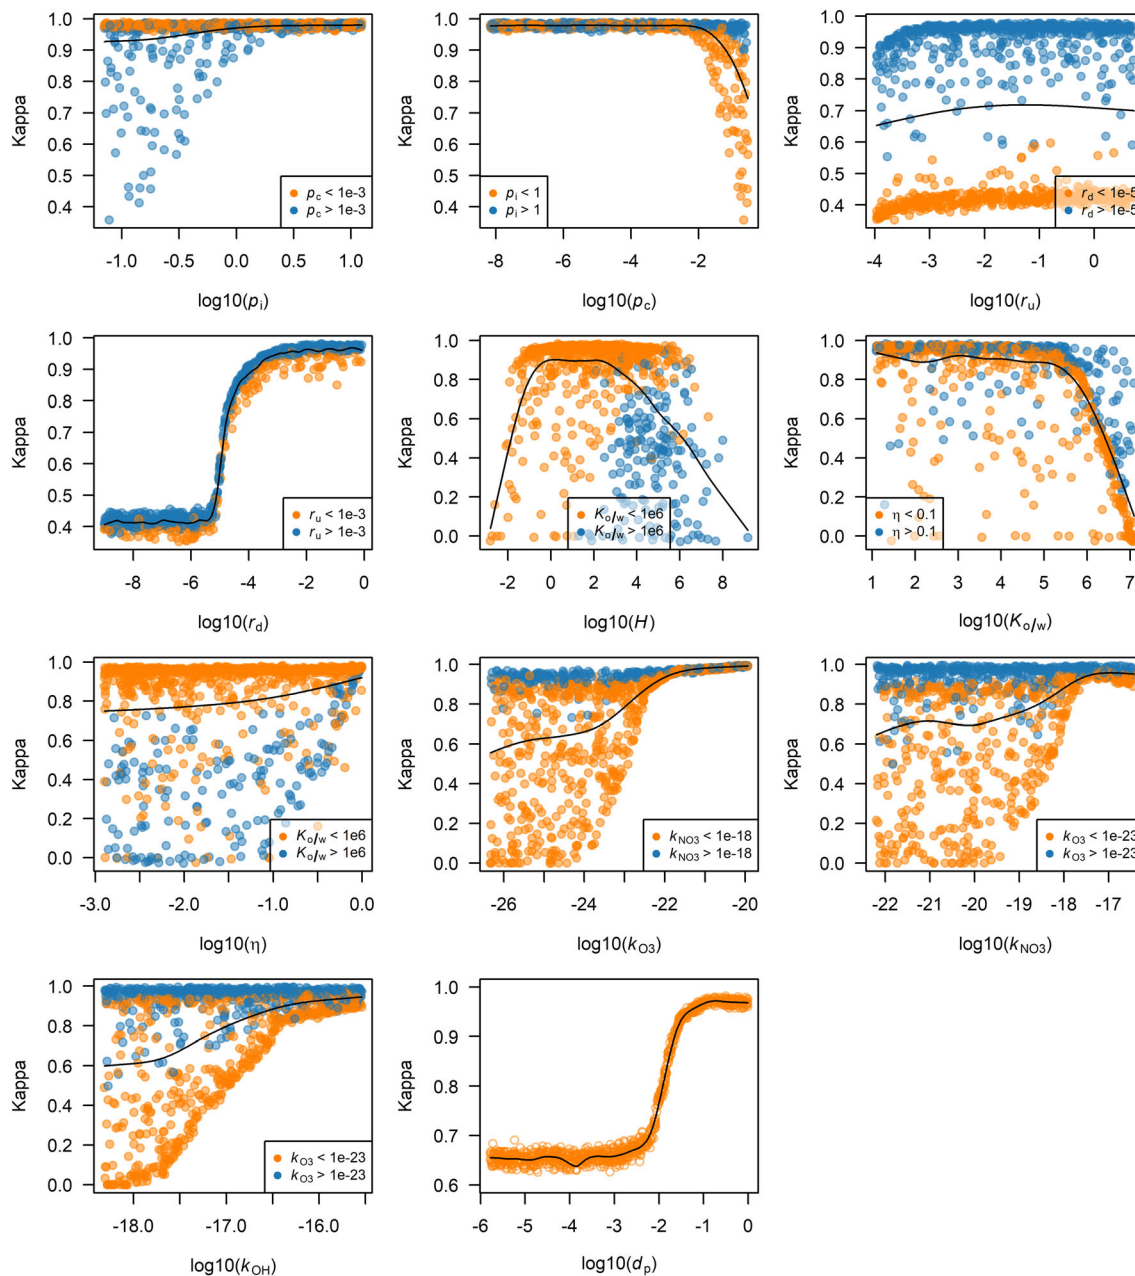 Kappa
1.0
0.9
0.8
0.7
0.6
0.5
0.4
pc < 1e-3
pc > 1e-3
-1.0 -0.5 0.0 0.5 1.0
log10(pi)
Kappa
1.0
0.9
0.8
0.7
0.6
0.5
0.4
pi < 1
pi > 1
-8 -6 -4 -2 0
log10(pc)
Kappa
1.0
0.9
0.8
0.7
0.6
0.5
0.4
rd < 1e-5
rd > 1e-5
-4 -3 -2 -1 0
log10(ru)
Kappa
1.0
0.9
0.8
0.7
0.6
0.5
0.4
ru < 1e-3
ru > 1e-3
-8 -6 -4 -2 0
log10(rd)
Kappa
1.0
0.8
0.6
0.4
0.2
0.0
Ko/w < 1e6
Ko/w > 1e6
-2 0 2 4 6 8
log10(H)
Kappa
1.0
0.8
0.6
0.4
0.2
0.0
η < 0.1
η > 0.1
1 2 3 4 5 6 7
log10(Ko/w)
Kappa
1.0
0.8
0.6
0.4
0.2
0.0
Ko/w < 1e6
Ko/w > 1e6
-3.0 -2.0 -1.0 0.0
log10(η)
Kappa
1.0
0.8
0.6
0.4
0.2
0.0
kNO3 < 1e-18
kNO3 > 1e-18
-26 -24 -23 -22 -20
log10(kO3)
Kappa
1.0
0.8
0.6
0.4
0.2
0.0
kO3 < 1e-23
kO3 > 1e-23
-22 -21 -20 -19 -18 -17
log10(kNO3)
Kappa
1.0
0.8
0.6
0.4
0.2
0.0
kO3 < 1e-23
kO3 > 1e-23
-18.0 -17.0 -16.0
log10(kOH)
Kappa
1.0
0.9
0.8
0.7
0.6
-6 -5 -4 -3 -2 -1 0
log10(dp)